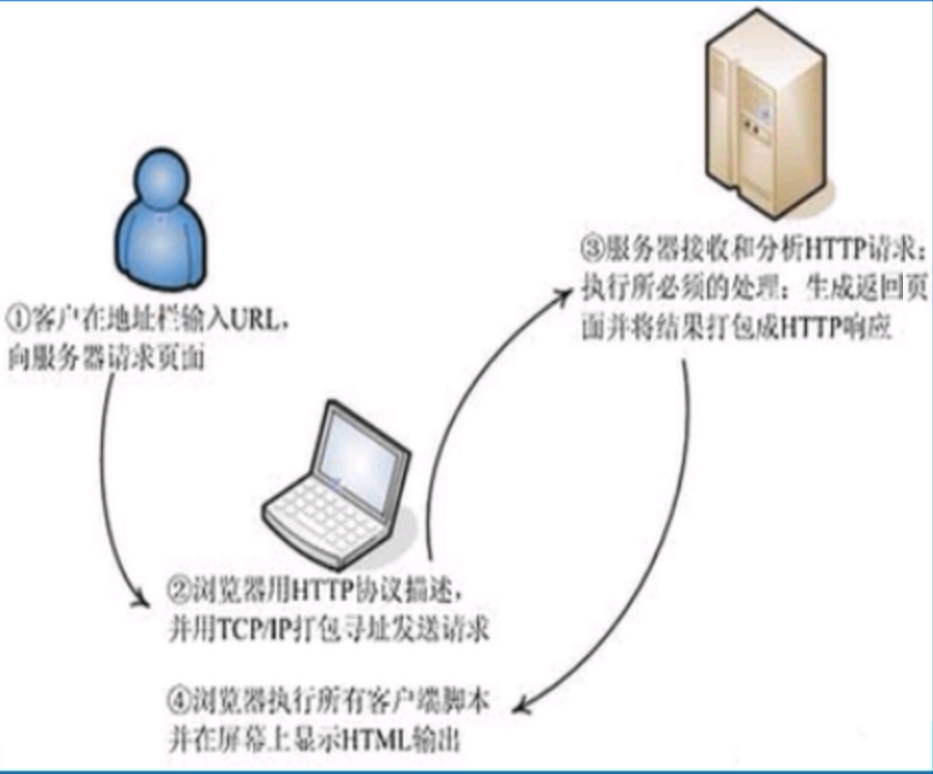 ①客户在地址栏输入URL，
向服务器请求页面
②浏览器用HTTP协议描述，
并用TCP/IP打包寻址发送请求
③服务器接收和分析HTTP请求；
执行所必须的处理；生成返回页
面并将结果打包成HTTP响应
④浏览器执行所有客户端脚本
并在屏幕上显示HTML输出